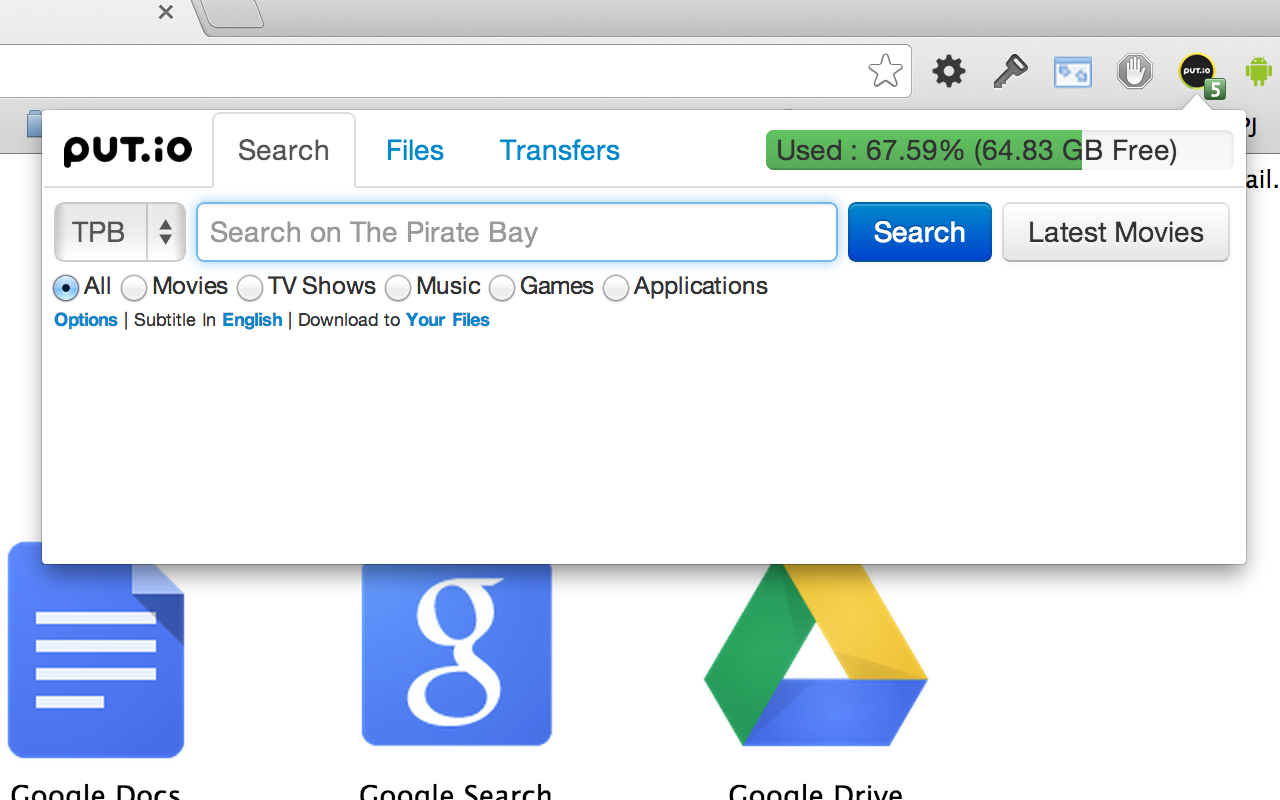 put.io
5
PJ
put.io Search Files Transfers Used : 67.59% (64.83 GB Free)
ail.
TPB Search on The Pirate Bay Search Latest Movies
All Movies TV Shows Music Games Applications
Options | Subtitle In English | Download to Your Files
g
Google Docs Google Search Google Drive